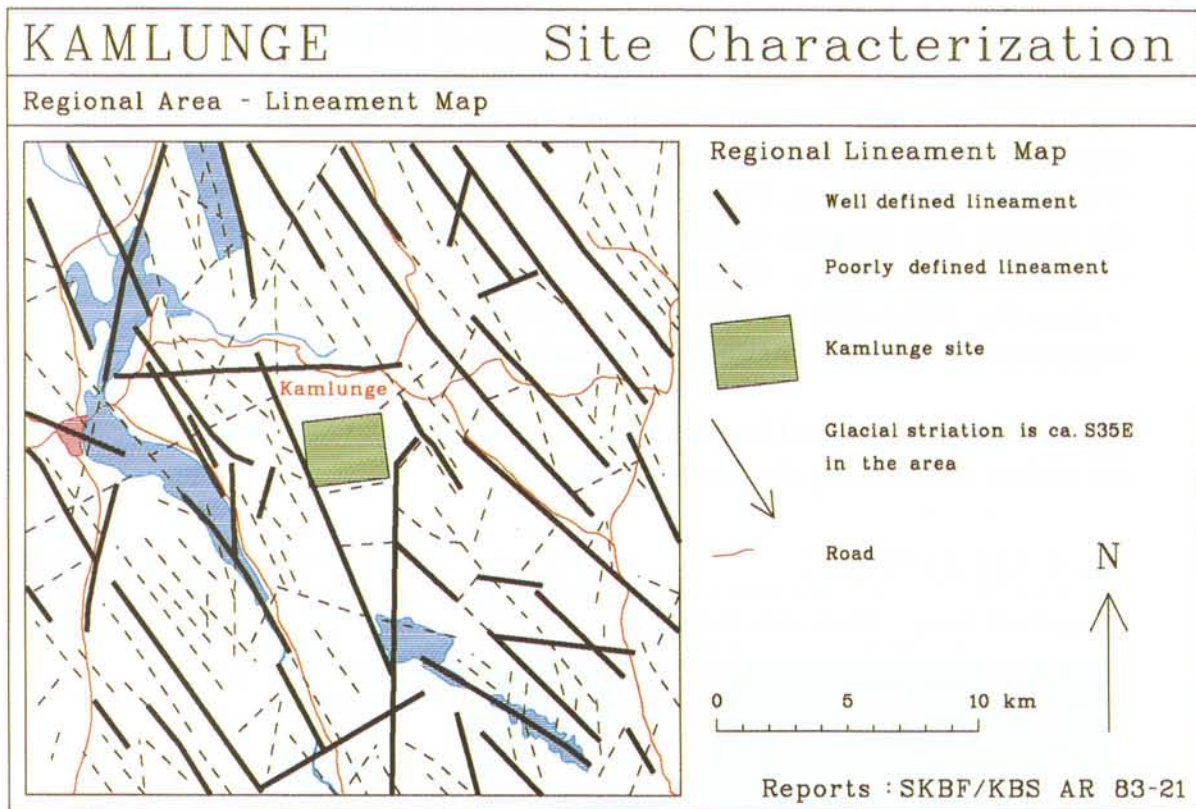 KAMLUNGE Site Characterization
Regional Area - Lineament Map
Regional Lineament Map
Well defined lineament
Poorly defined lineament
Kamlunge site
Kamlunge
Glacial striation is ca. S35E
in the area
Road
N
0 5 10 km
Reports : SKBF/KBS AR 83-21